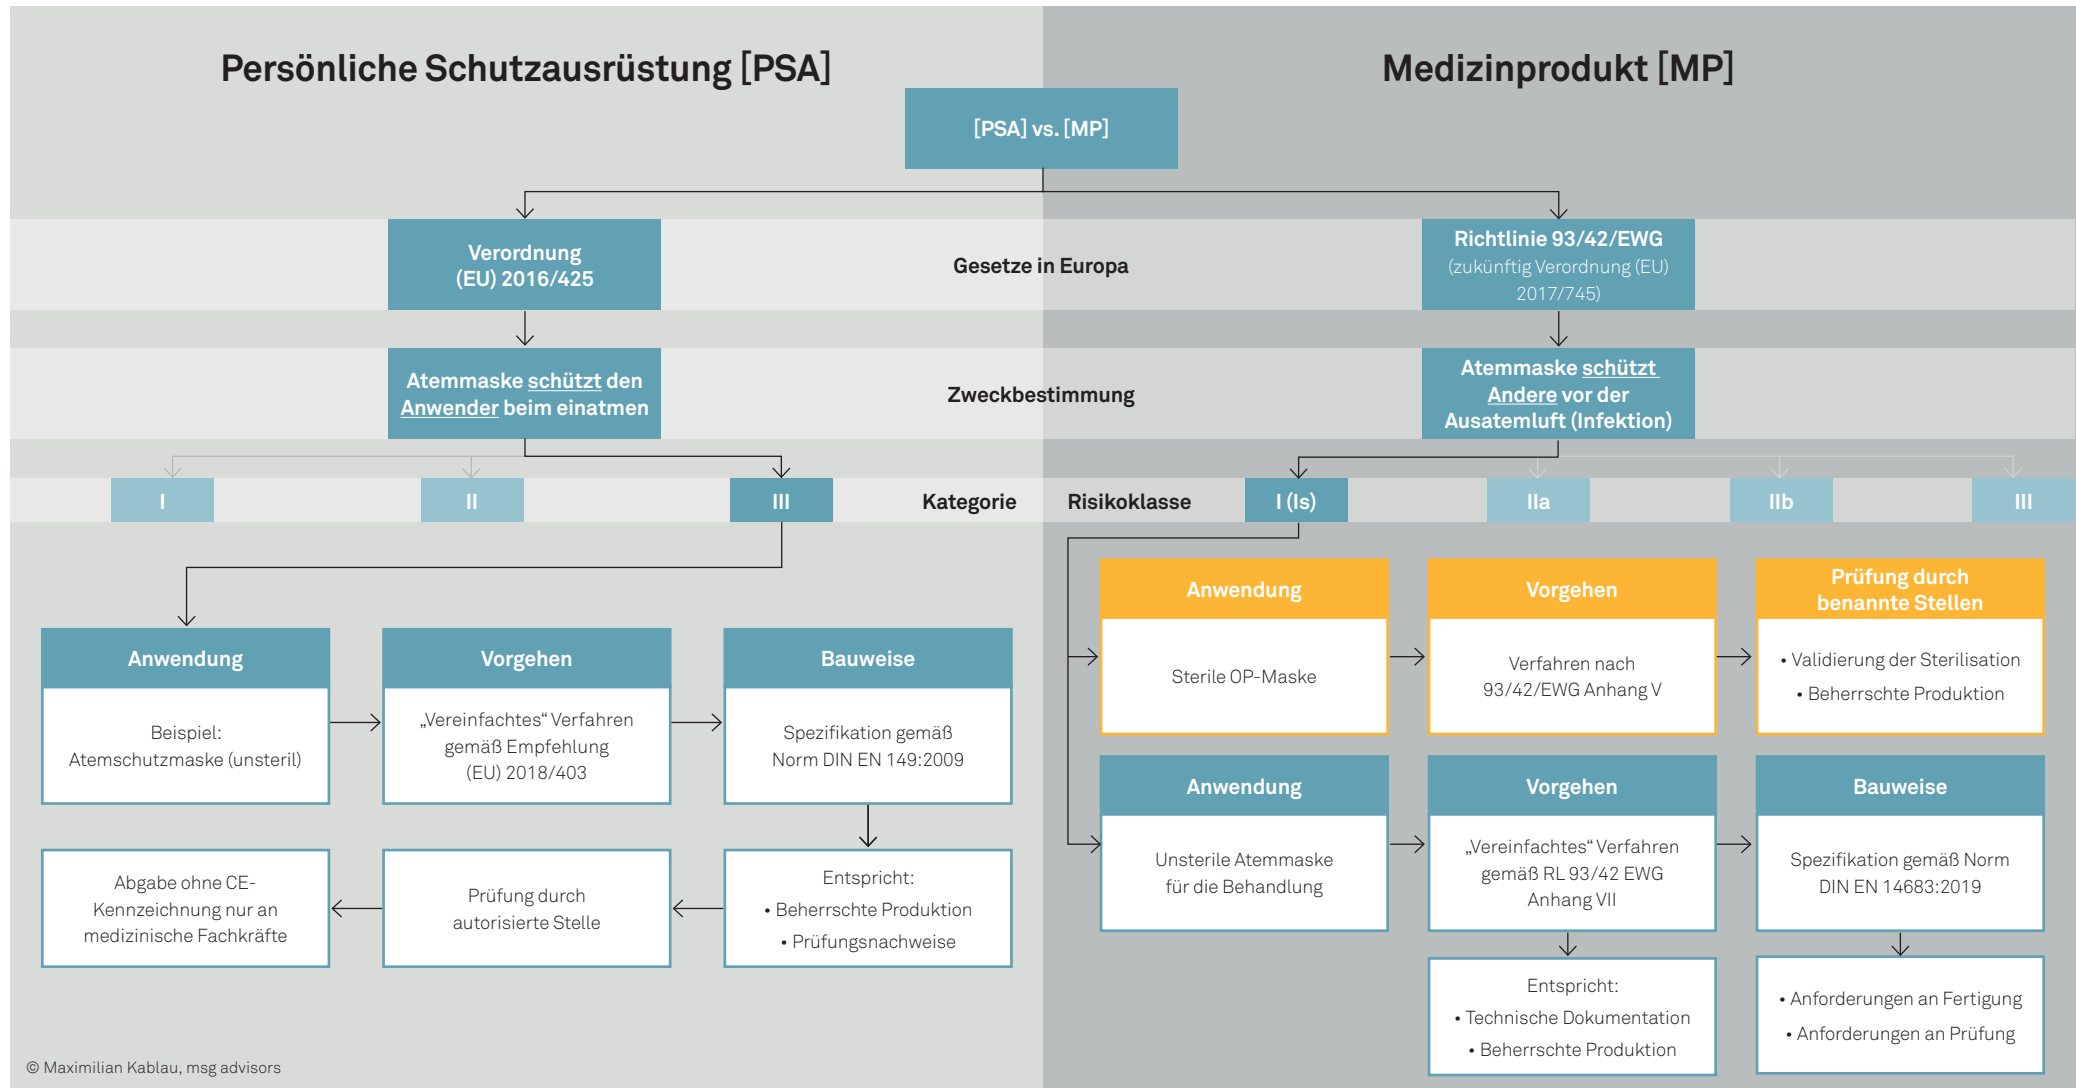 Persönliche Schutzausrüstung [PSA]
Medizinprodukt [MP]
[PSA] vs. [MP]
Verordnung
(EU) 2016/425
Gesetze in Europa
Richtlinie 93/42/EWG
(zukünftig Verordnung (EU)
2017/745)
Atemmaske schützt den
Anwender beim einatmen
Zweckbestimmung
Atemmaske schützt
Andere vor der
Ausatemluft (Infektion)
I
II
III
Kategorie
Risikoklasse
I (Is)
IIa
IIb
III
Anwendung
Sterile OP-Maske
Vorgehen
Verfahren nach
93/42/EWG Anhang V
Prüfung durch
benannte Stellen
• Validierung der Sterilisation
• Beherrschte Produktion
Anwendung
Beispiel:
Atemschutzmaske (unsteril)
Vorgehen
„Vereinfachtes“ Verfahren
gemäß Empfehlung
(EU) 2018/403
Bauweise
Spezifikation gemäß
Norm DIN EN 149:2009
Anwendung
Unsterile Atemmaske
für die Behandlung
Vorgehen
„Vereinfachtes“ Verfahren
gemäß RL 93/42 EWG
Anhang VII
Bauweise
Spezifikation gemäß Norm
DIN EN 14683:2019
Abgabe ohne CE-
Kennzeichnung nur an
medizinische Fachkräfte
Prüfung durch
autorisierte Stelle
Entspricht:
• Beherrschte Produktion
• Prüfungsnachweise
Entspricht:
• Technische Dokumentation
• Beherrschte Produktion
• Anforderungen an Fertigung
• Anforderungen an Prüfung
© Maximilian Kablau, msg advisors